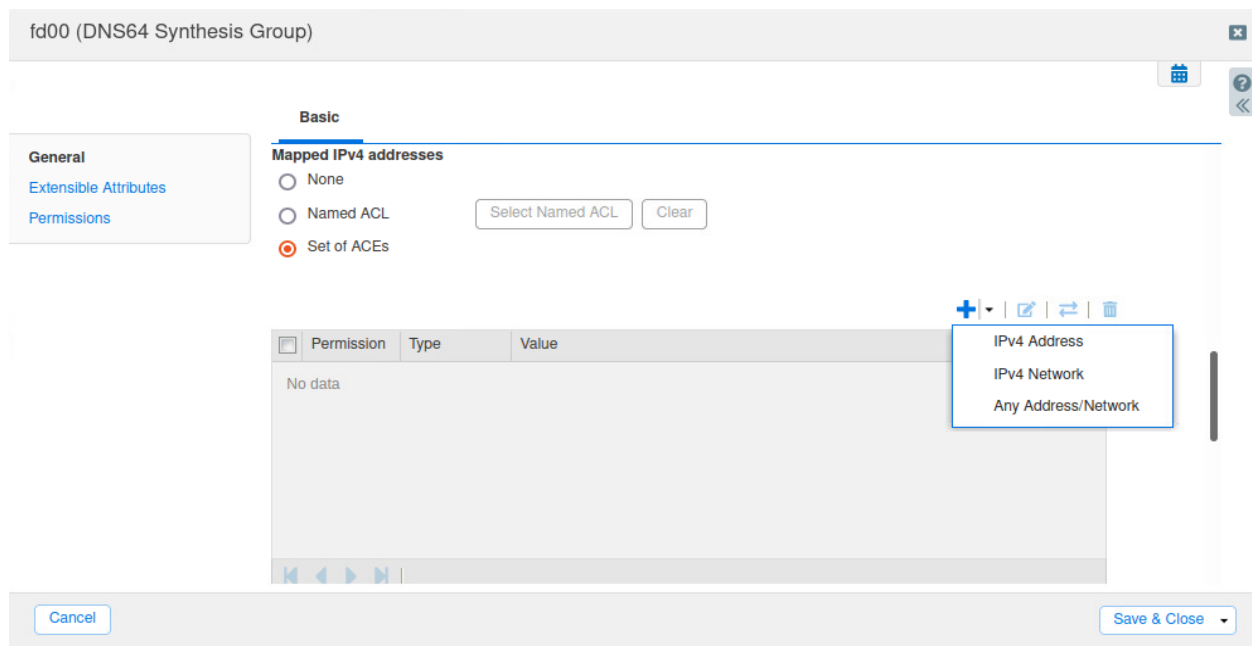 fd00 (DNS64 Synthesis Group)
Basic
General
Extensible Attributes
Permissions
Mapped IPv4 addresses
None
Named ACL
Select Named ACL
Clear
Set of ACEs
IPv4 Address
IPv4 Network
Any Address/Network
Permission Type Value
No data
Cancel
Save & Close